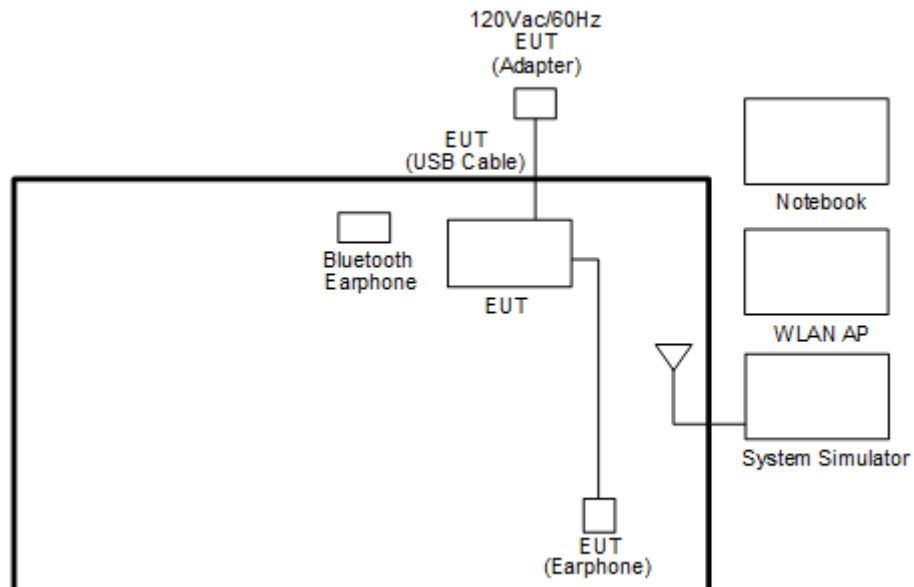 120Vac/60Hz
EUT
(Adapter)
EUT
(USB Cable)
Notebook
Bluetooth
Earphone
EUT
WLAN AP
System Simulator
EUT
(Earphone)